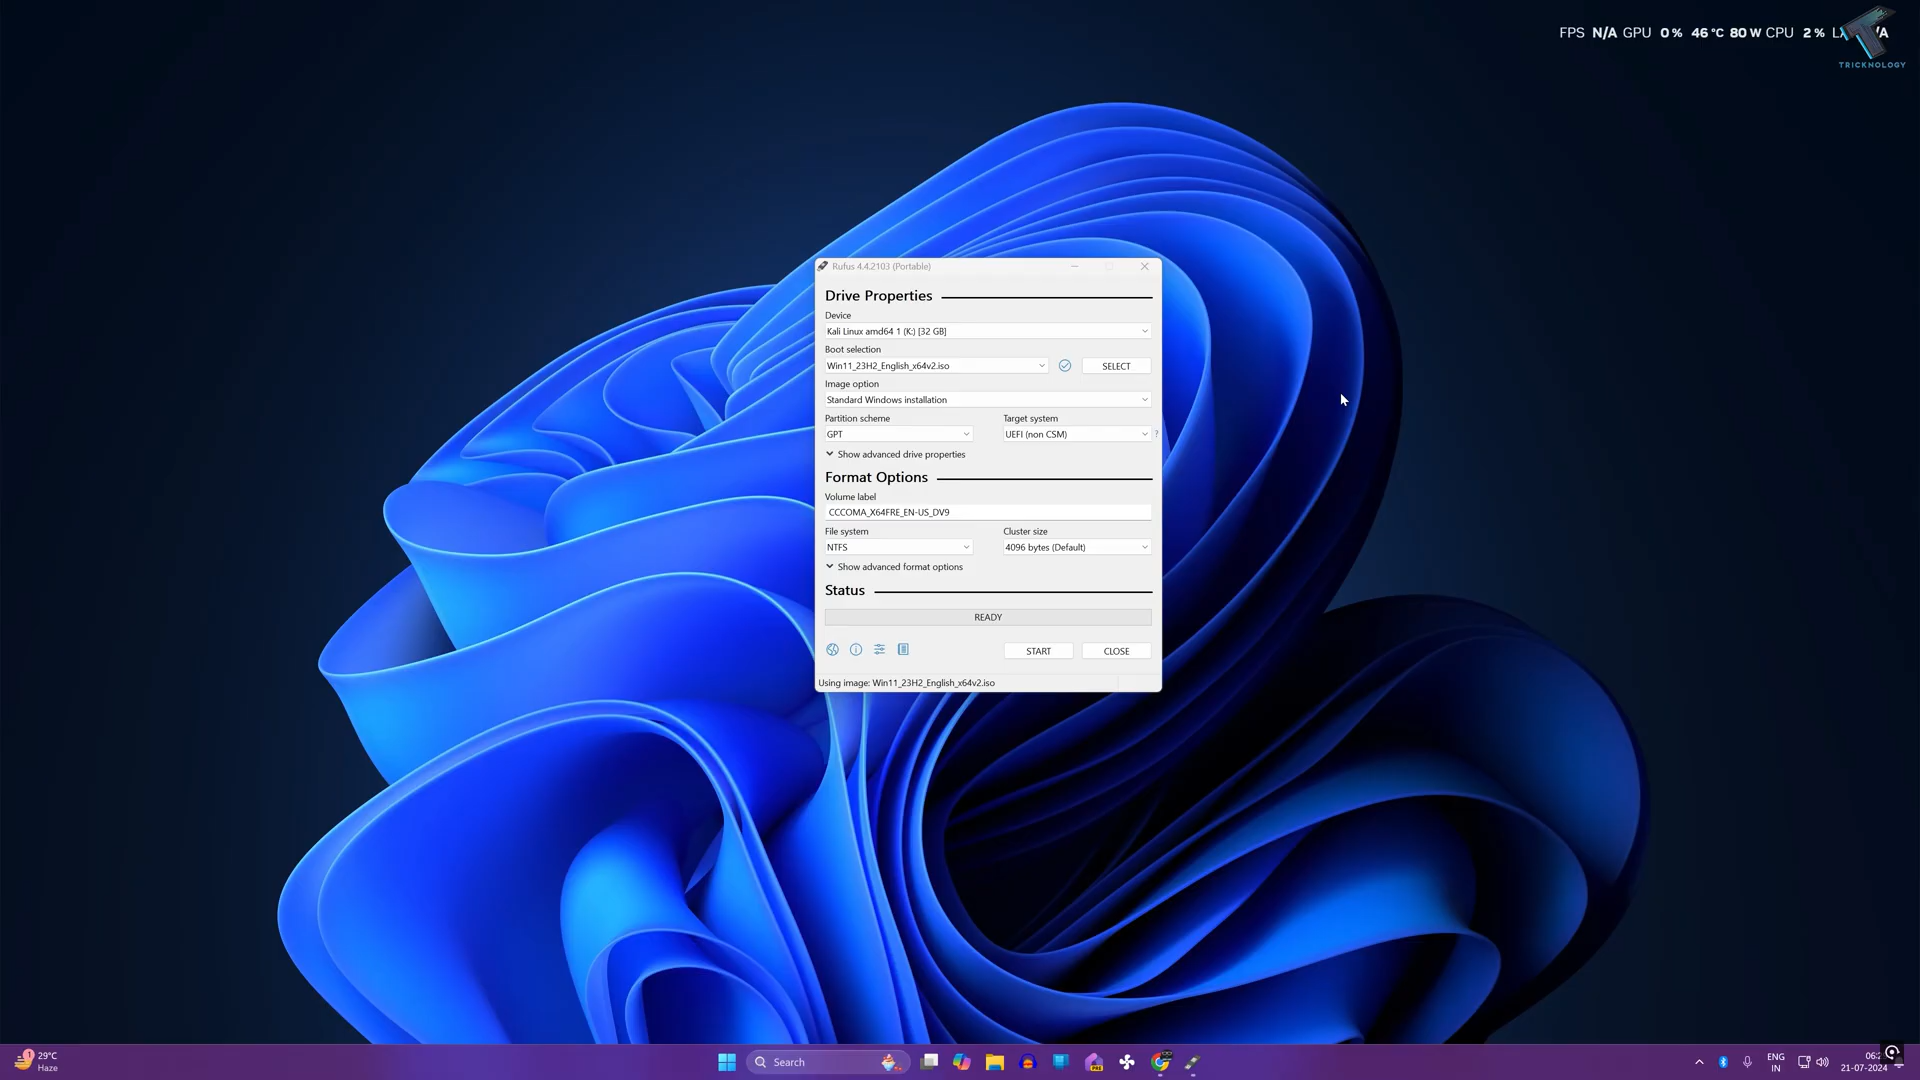 FPS N/A GPU 0 % 46 °C 80 W CPU 2 %
TRICKNOLOGY
Rufus 4.4.2103 (Portable)
Drive Properties
Device
Kali Linux amd64 1 (K:) [32 GB]
Boot selection
Win11_23H2_English_x64v2.iso
SELECT
Image option
Standard Windows installation
Partition scheme
Target system
GPT
UEFI (non CSM)
?
Show advanced drive properties
Format Options
Volume label
CCCOMA_X64FRE_EN-US_DV9
File system
Cluster size
NTFS
4096 bytes (Default)
Show advanced format options
Status
READY
START
CLOSE
Using image: Win11_23H2_English_x64v2.iso
1
29°C
Haze
Search
PRE
ENG
IN
21-07-2024